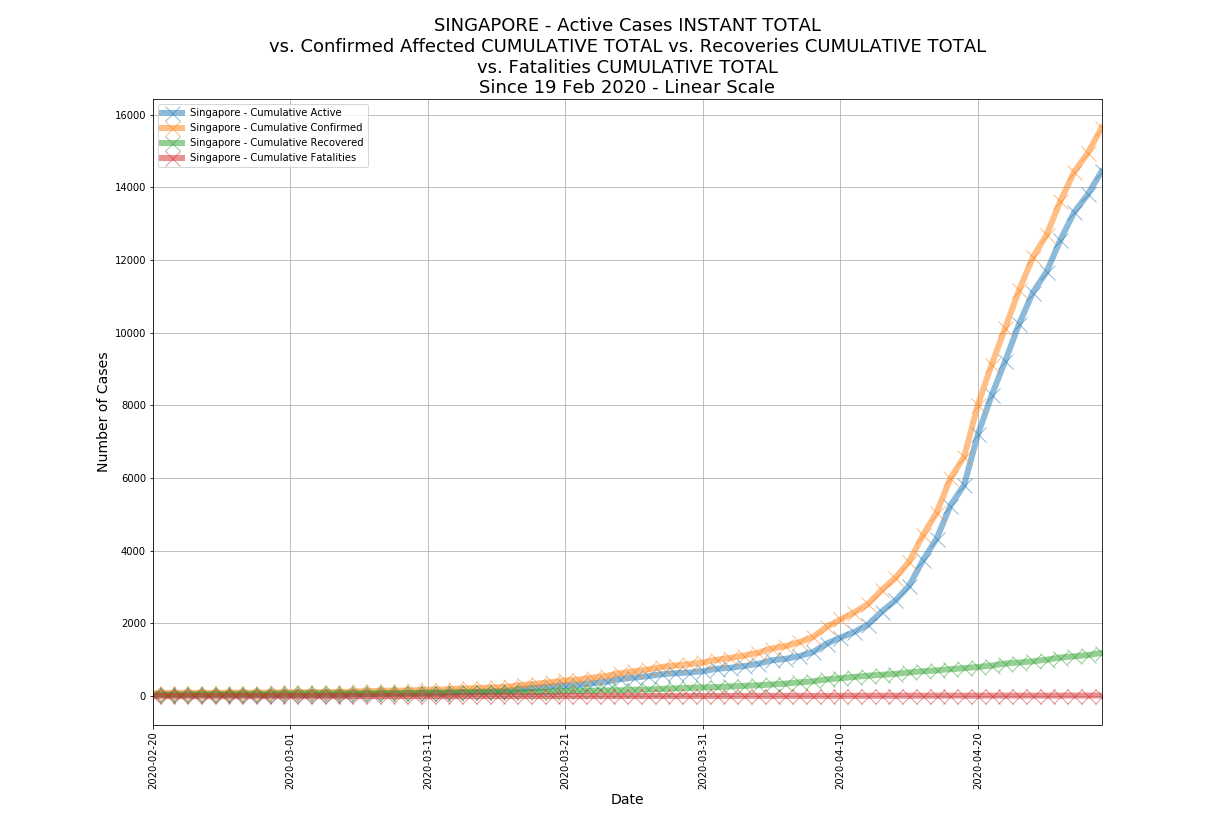 SINGAPORE - Active Cases INSTANT TOTAL
vs. Confirmed Affected CUMULATIVE TOTAL vs. Recoveries CUMULATIVE TOTAL
vs. Fatalities CUMULATIVE TOTAL
Since 19 Feb 2020 - Linear Scale
Singapore - Cumulative Active
Singapore - Cumulative Confirmed
Singapore - Cumulative Recovered
Singapore - Cumulative Fatalities
16000
14000
12000
10000
8000
6000
4000
2000
0
Number of Cases
2020-02-20
2020-03-01
2020-03-11
2020-03-21
2020-03-31
2020-04-10
2020-04-20
Date